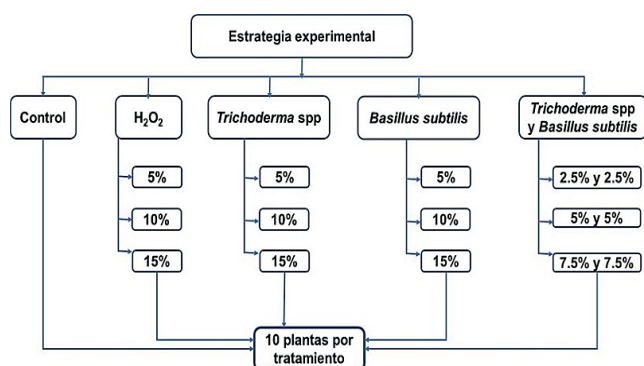 Estrategia experimental
Control
H₂O₂
Trichoderma spp
Basillus subtilis
Trichoderma spp
y Basillus subtilis
5%
5%
5%
2.5% y 2.5%
10%
10%
10%
5% y 5%
15%
15%
15%
7.5% y 7.5%
10 plantas por
tratamiento